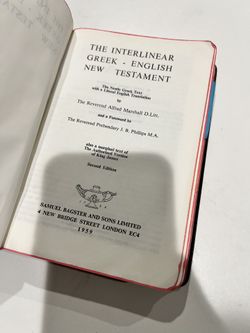 THE INTERLINEAR
GREEK - ENGLISH
NEW TESTAMENT
The Nestle Greek Text
with a Literal English Translation
by
The Reverend Alfred Marshall D.Litt.
and a Foreword by
The Reverend Prebendary J. B. Phillips M.A.
also a marginal text of
The Authorized Version
of King James
Second Edition
SAMUEL BAGSTER AND SONS LIMITED
4 NEW BRIDGE STREET LONDON EC4
1959